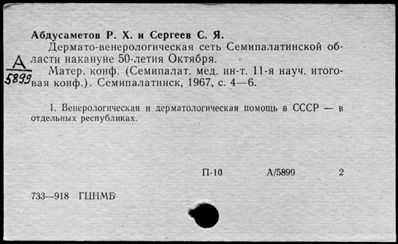 Абдусаметов Р. Х. и Сергеев С. Я.
Дермато-венерологическая сеть Семипалатинской об-
ласти накануне 50-летия Октября.
А
5899
Матер. конф. (Семипалат. мед. ин-т. 11-я науч. итого-
вая конф.). Семипалатинск, 1967, с. 4—6.
1. Венерологическая и дерматологическая помощь в СССР — в
отдельных республиках.
П-10 А/5899 2
733—918 ГЦНМБ